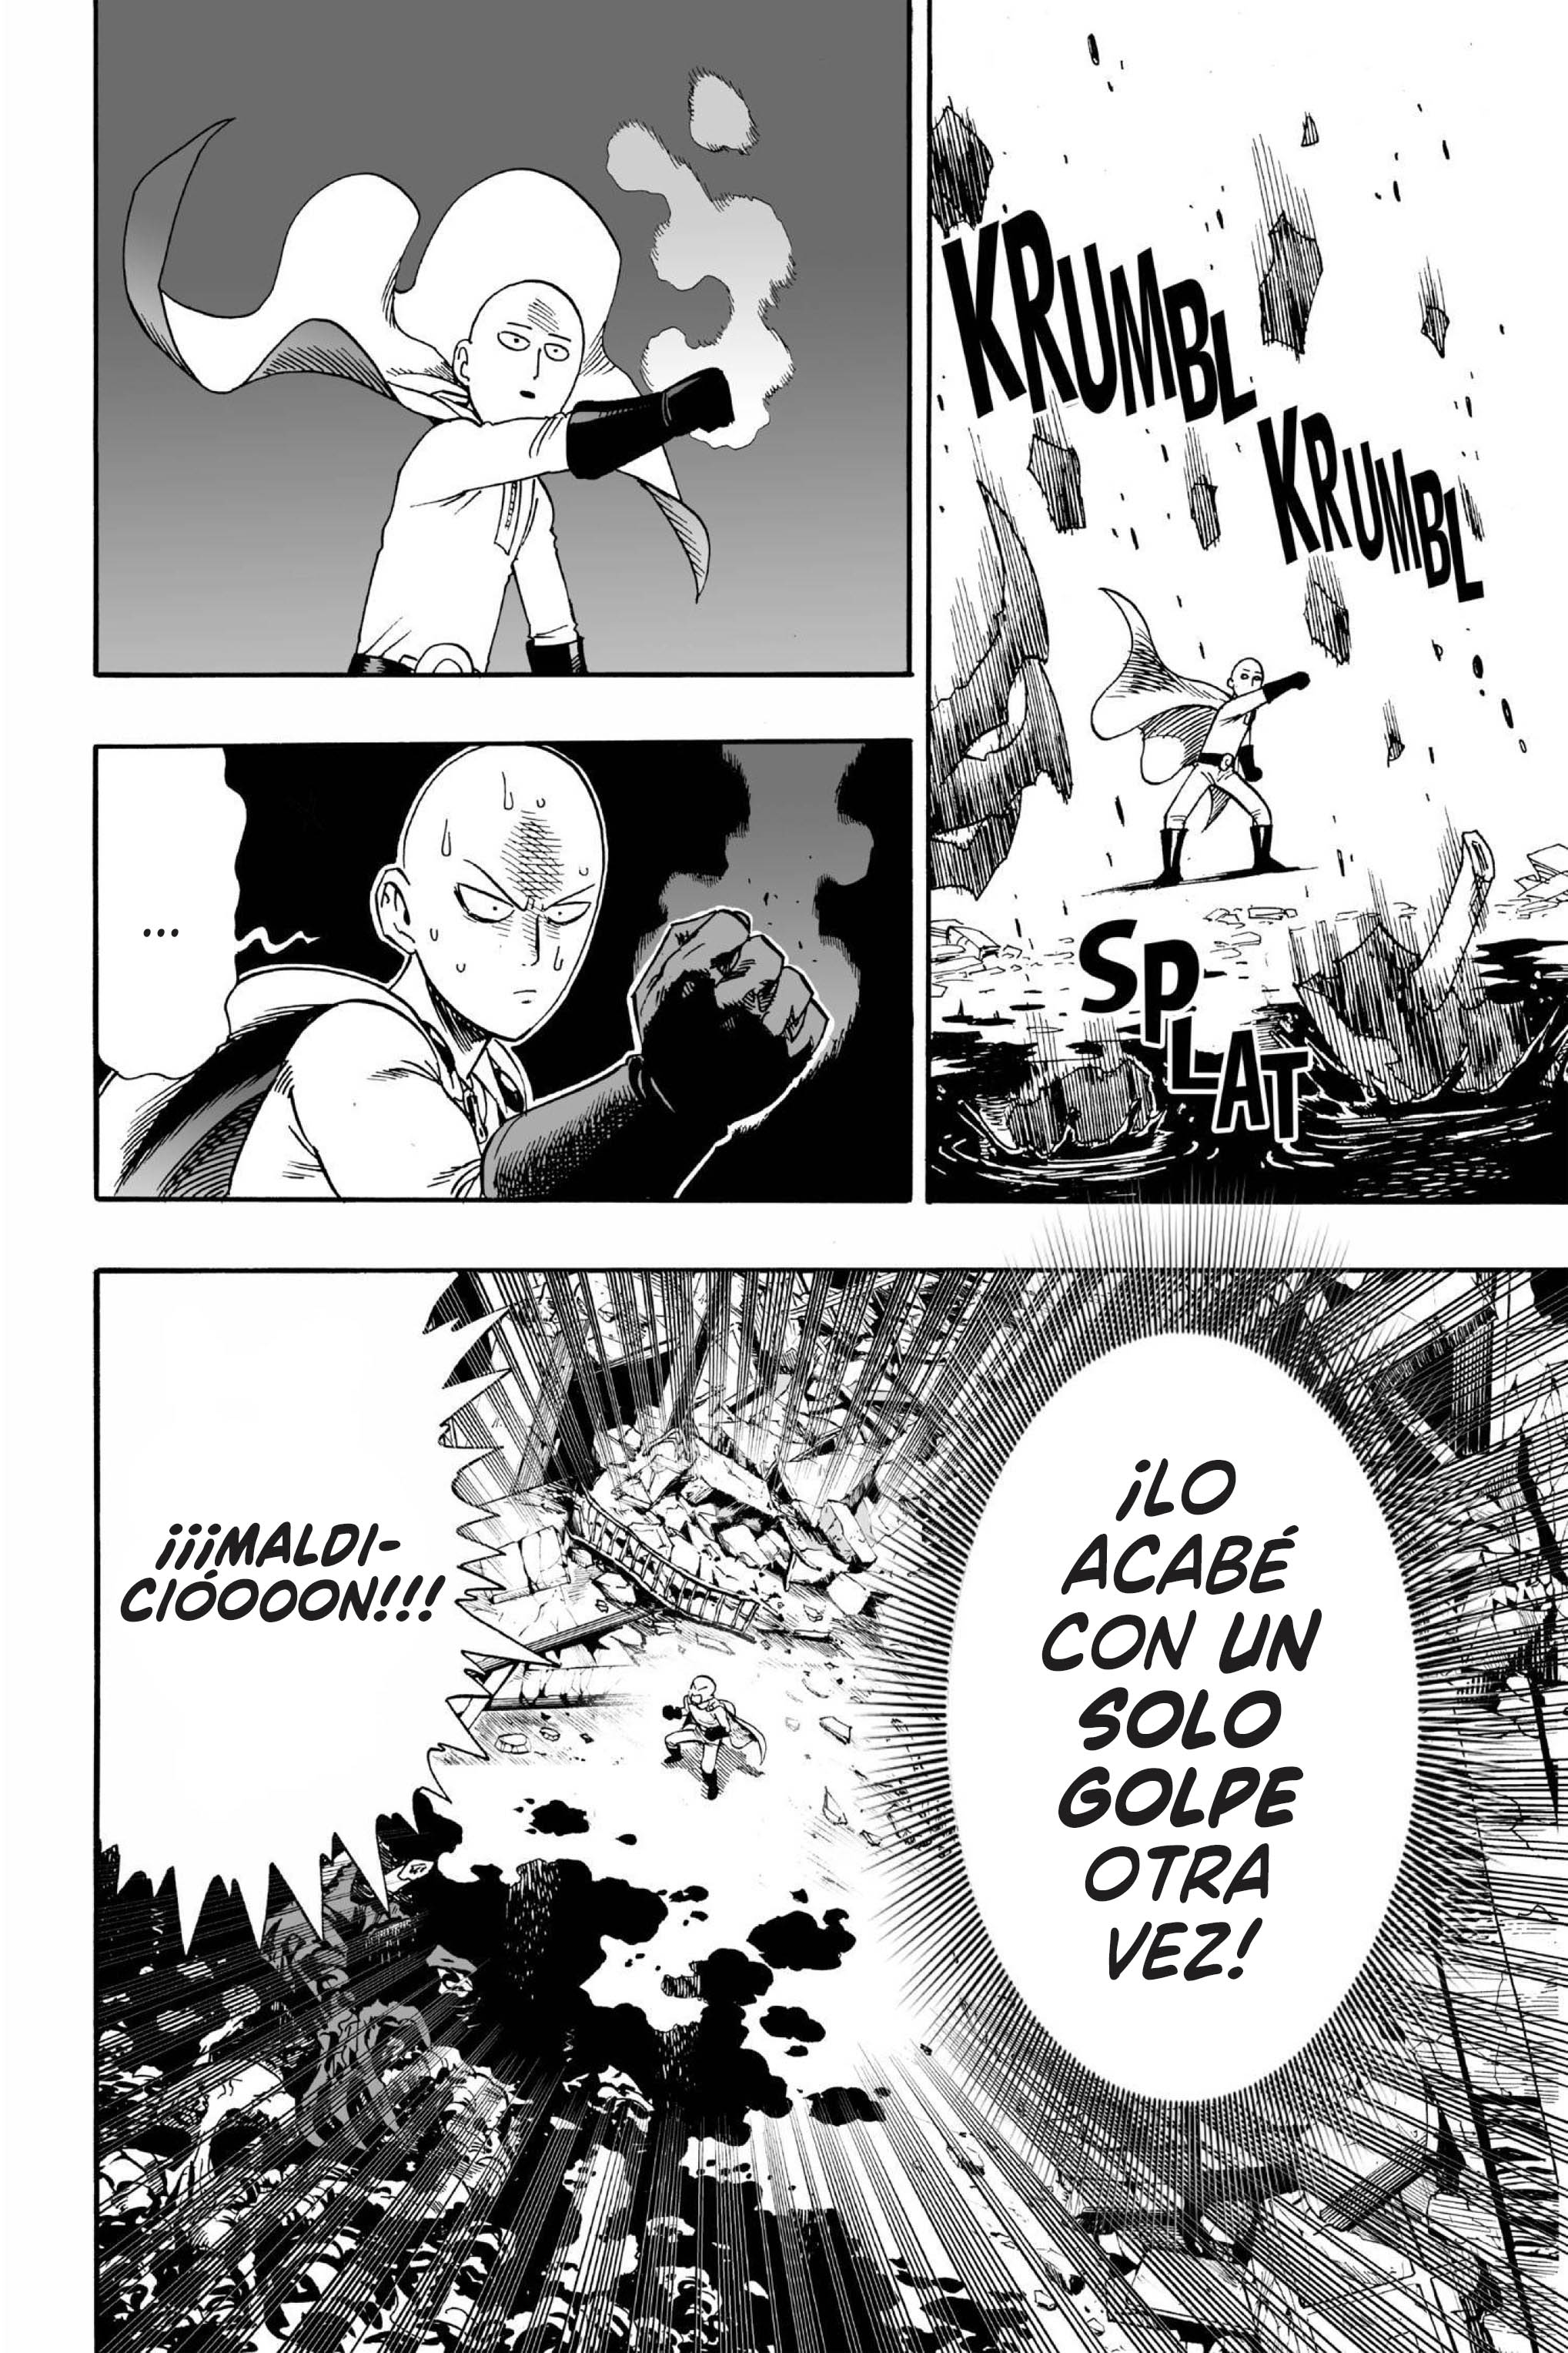 KRUMBL
KRUMBL
SPLAT
...
¡LO
ACABÉ
CON UN
SOLO
GOLPE
OTRA
VEZ!
¡¡¡MALDI-
CIÓOOON!!!